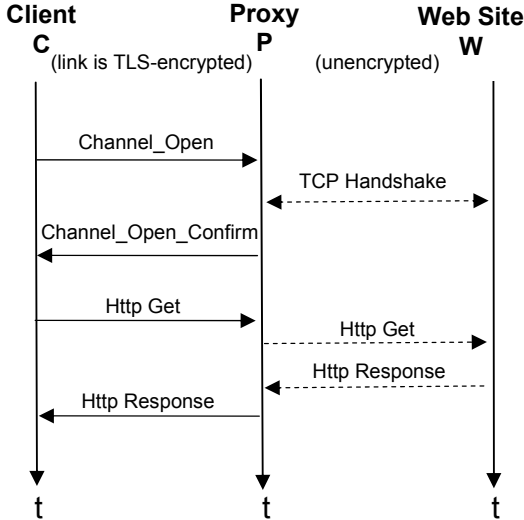 Client
Proxy
Web Site
C
P
W
(link is TLS-encrypted)
(unencrypted)
Channel_Open
TCP Handshake
Channel_Open_Confirm
Http Get
Http Get
Http Response
Http Response
t
t
t